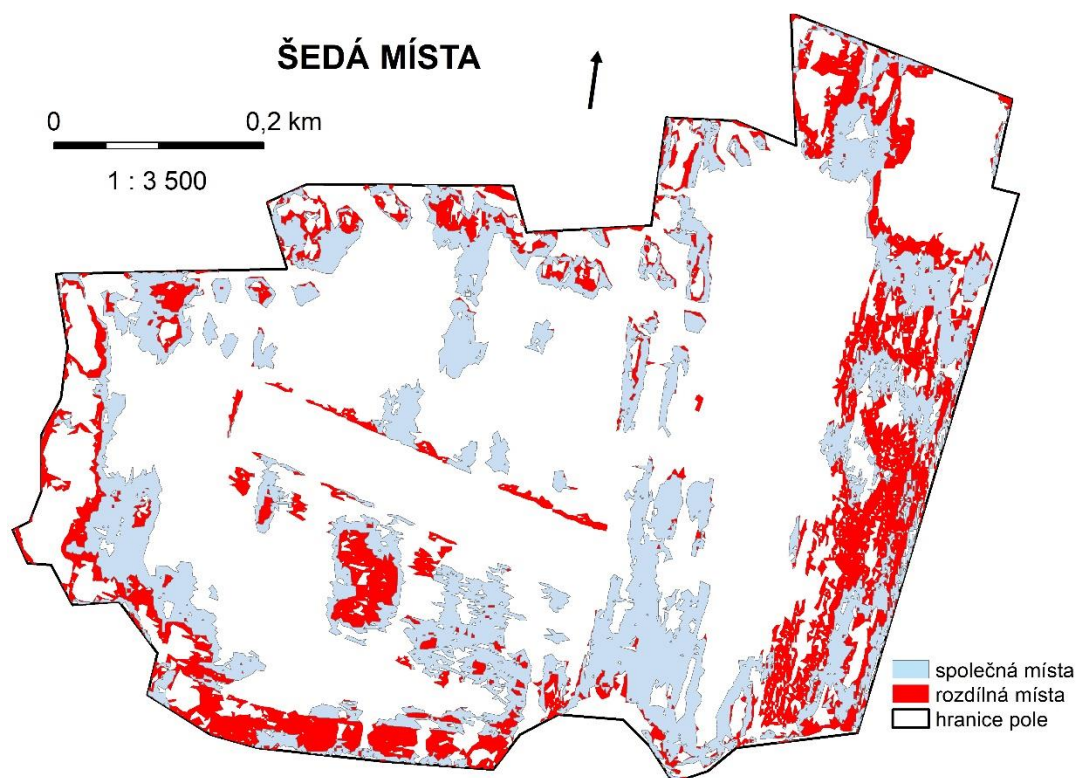 ŠEDÁ MÍSTA
0 0,2 km
1 : 3 500
společná místa
rozdílná místa
hranice pole